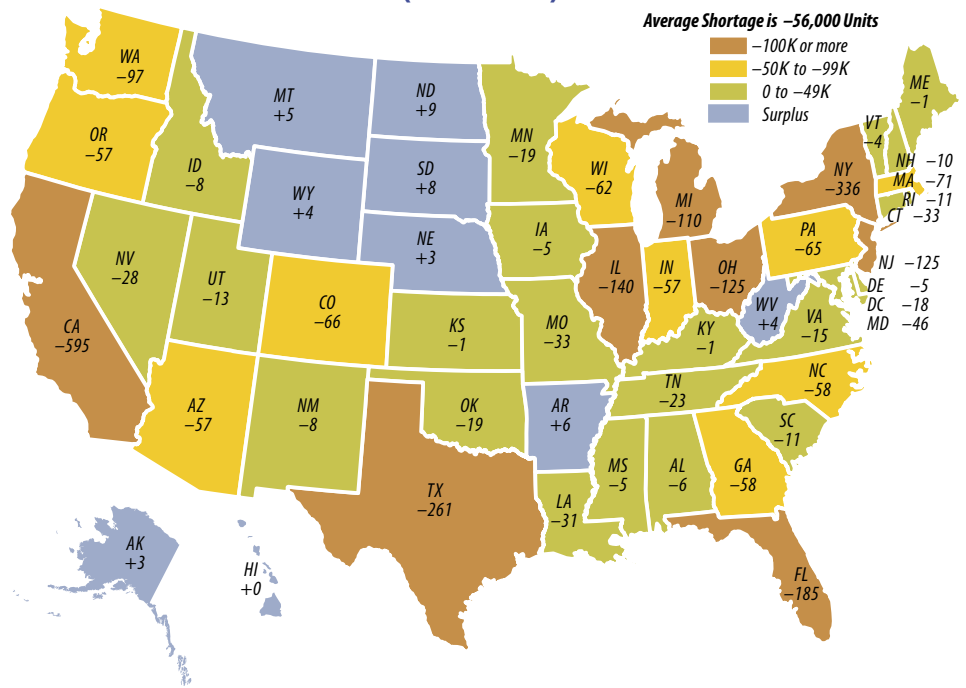 Average Shortage is –56,000 Units
–100K or more
–50K to –99K
0 to –49K
Surplus
WA
–97
OR
–57
CA
–595
ID
–8
NV
–28
MT
+5
WY
+4
UT
–13
AZ
–57
CO
–66
NM
–8
ND
+9
SD
+8
NE
+3
KS
–1
OK
–19
TX
–261
MN
–19
IA
–5
MO
–33
AR
+6
LA
–31
WI
–62
IL
–140
MI
–110
IN
–57
OH
–125
KY
–1
TN
–23
MS
–5
AL
–6
GA
–58
FL
–185
SC
–11
NC
–58
VA
–15
WV
+4
PA
–65
NY
–336
VT
–4
ME
–1
NH –10
MA –71
RI –11
CT –33
NJ –125
DE –5
DC –18
MD –46
AK
+3
HI
+0